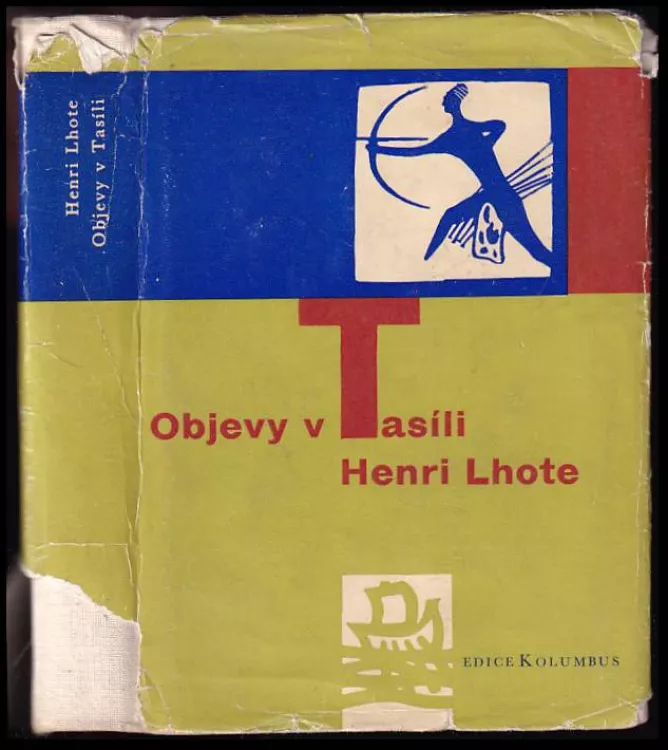 Henri Lhote
Objevy v Tasíli
Objevy v Tasíli
Henri Lhote
EDICE KOLUMBUS